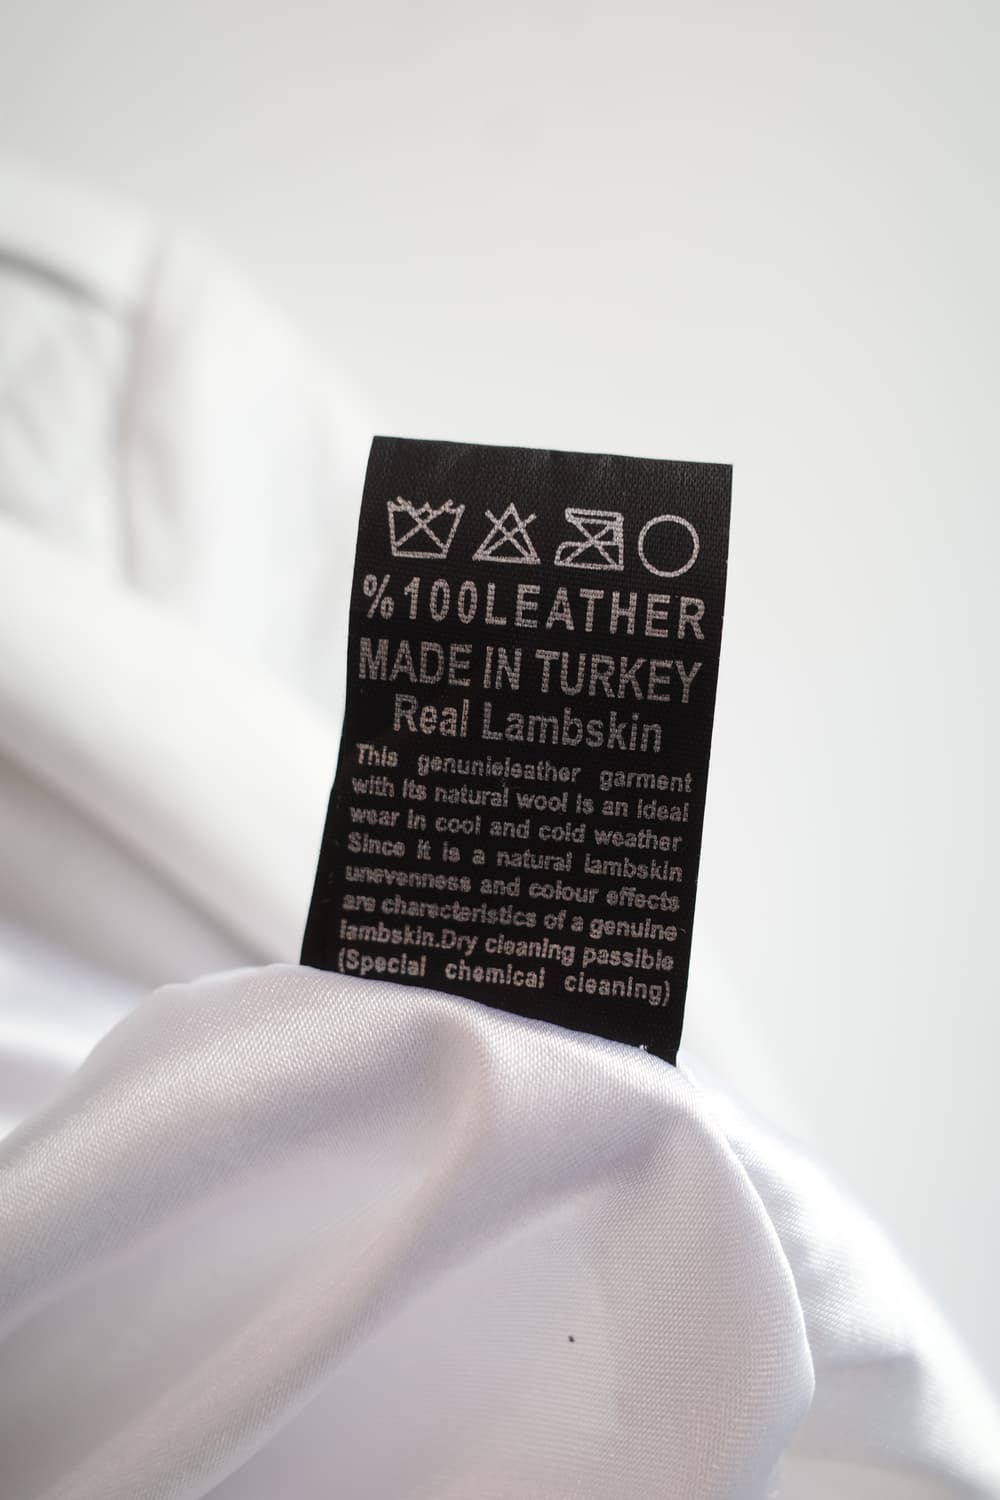 %100LEATHER
MADE IN TURKEY
Real Lambskin
This genunieleather garment
with its natural wool is an ideal
wear in cool and cold weather
Since it is a natural lambskin
unevenness and colour effects
are charecteristics of a genuine
lambskin.Dry cleaning passible
(Special chemical cleaning)